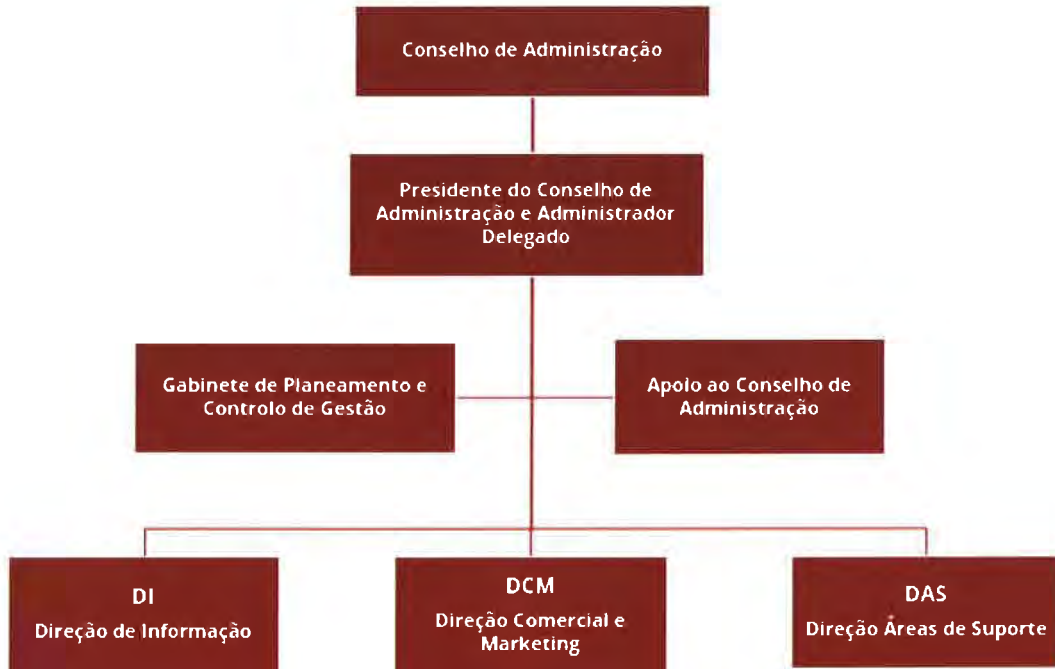 Conselho de Administração
Presidente do Conselho de
Administração e Administrador
Delegado
Gabinete de Planeamento e
Controlo de Gestão
Apoio ao Conselho de
Administração
DI
Direção de Informação
DCM
Direção Comercial e
Marketing
DAS
Direção Áreas de Suporte